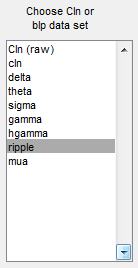 Choose Cln or
blp data set
Cln (raw)
cln
delta
theta
sigma
gamma
hgamma
ripple
mua